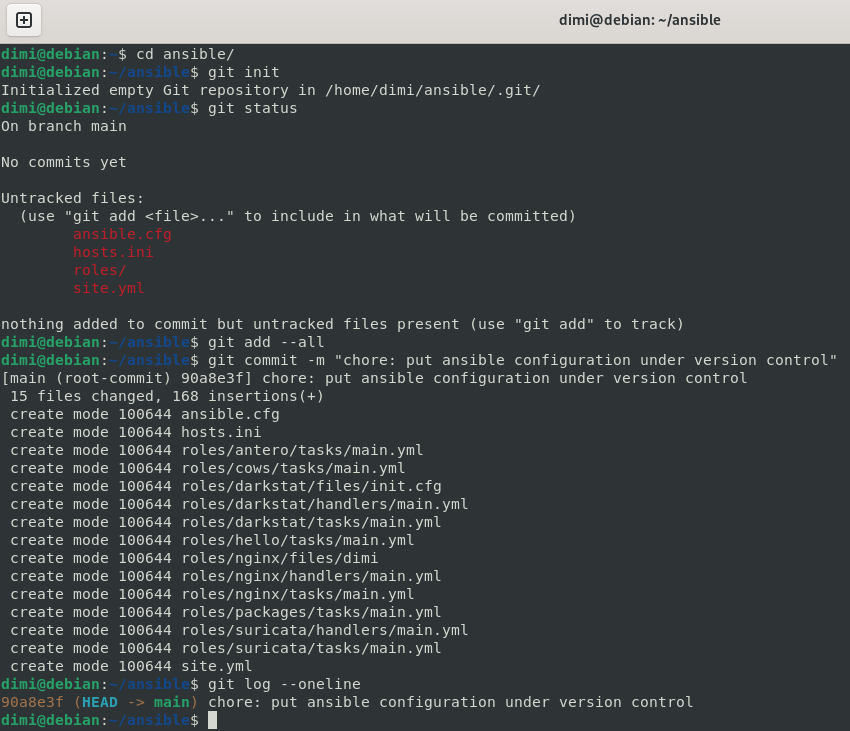 dimi@debian: ~/ansible
dimi@debian:~$ cd ansible/
dimi@debian:~/ansible$ git init
Initialized empty Git repository in /home/dimi/ansible/.git/
dimi@debian:~/ansible$ git status
On branch main
No commits yet
Untracked files:
  (use "git add <file>..." to include in what will be committed)
        ansible.cfg
        hosts.ini
        roles/
        site.yml
nothing added to commit but untracked files present (use "git add" to track)
dimi@debian:~/ansible$ git add --all
dimi@debian:~/ansible$ git commit -m "chore: put ansible configuration under version control"
[main (root-commit) 90a8e3f] chore: put ansible configuration under version control
 15 files changed, 168 insertions(+)
 create mode 100644 ansible.cfg
 create mode 100644 hosts.ini
 create mode 100644 roles/antero/tasks/main.yml
 create mode 100644 roles/cows/tasks/main.yml
 create mode 100644 roles/darkstat/files/init.cfg
 create mode 100644 roles/darkstat/handlers/main.yml
 create mode 100644 roles/darkstat/tasks/main.yml
 create mode 100644 roles/hello/tasks/main.yml
 create mode 100644 roles/nginx/files/dimi
 create mode 100644 roles/nginx/handlers/main.yml
 create mode 100644 roles/nginx/tasks/main.yml
 create mode 100644 roles/packages/tasks/main.yml
 create mode 100644 roles/suricata/handlers/main.yml
 create mode 100644 roles/suricata/tasks/main.yml
 create mode 100644 site.yml
dimi@debian:~/ansible$ git log --oneline
90a8e3f (HEAD -> main) chore: put ansible configuration under version control
dimi@debian:~/ansible$